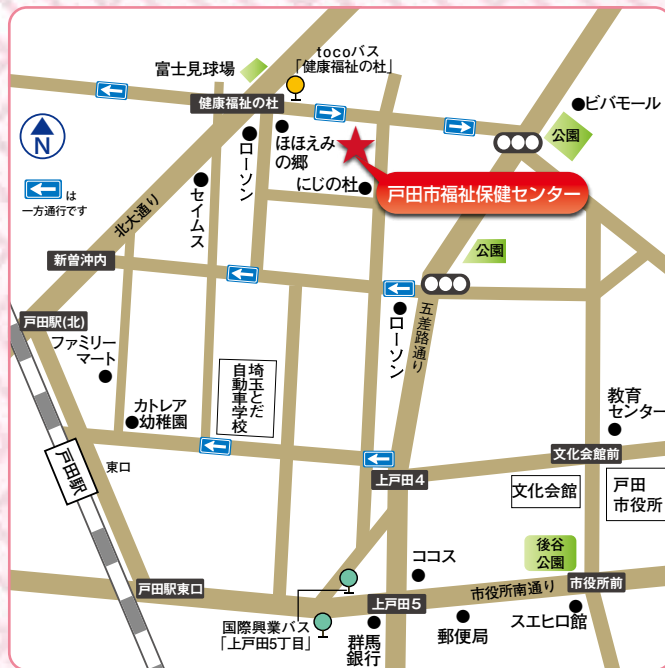 tocoバス
「健康福祉の杜」
富士見球場
ビバモール
健康福祉の杜
公園
N
ほほえみ
の郷
ローソン
にじの杜
戸田市福祉保健センター
は
一方通行です
セイムス
北大通り
公園
新曽沖内
戸田駅(北)
ローソン
五差路通り
ファミリー
マート
埼玉とだ
自動車学校
カトレア
幼稚園
教育
センター
東口
戸田駅
文化会館前
上戸田4
文化会館
戸田
市役所
後谷
公園
ココス
戸田駅東口
市役所南通り
市役所前
上戸田5
国際興業バス
「上戸田5丁目」
群馬
銀行
郵便局
スエヒロ館